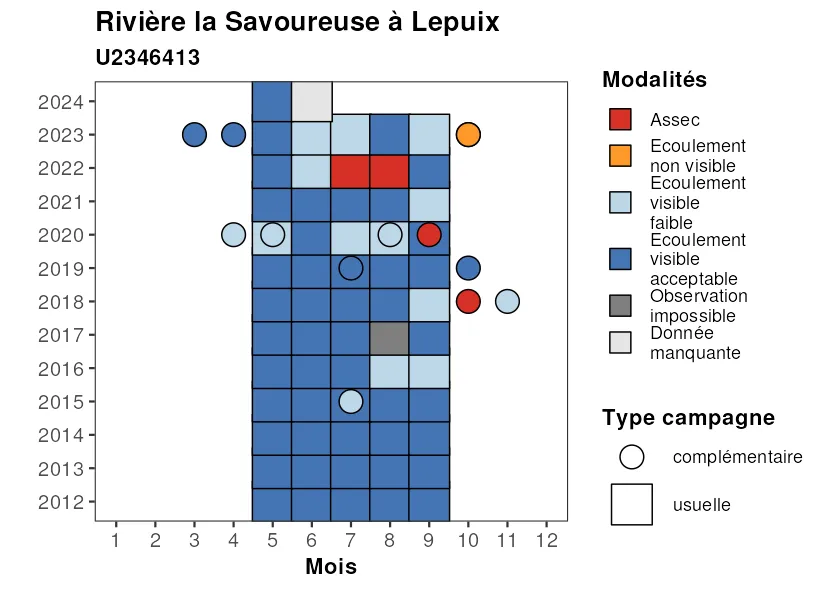 Rivière la Savoureuse à Lepuix
U2346413
2024
2023
2022
2021
2020
2019
2018
2017
2016
2015
2014
2013
2012
1 2 3 4 5 6 7 8 9 10 11 12
Mois
Modalités
Assec
Ecoulement
non visible
Ecoulement
visible
faible
Ecoulement
visible
acceptable
Observation
impossible
Donnée
manquante
Type campagne
complémentaire
usuelle